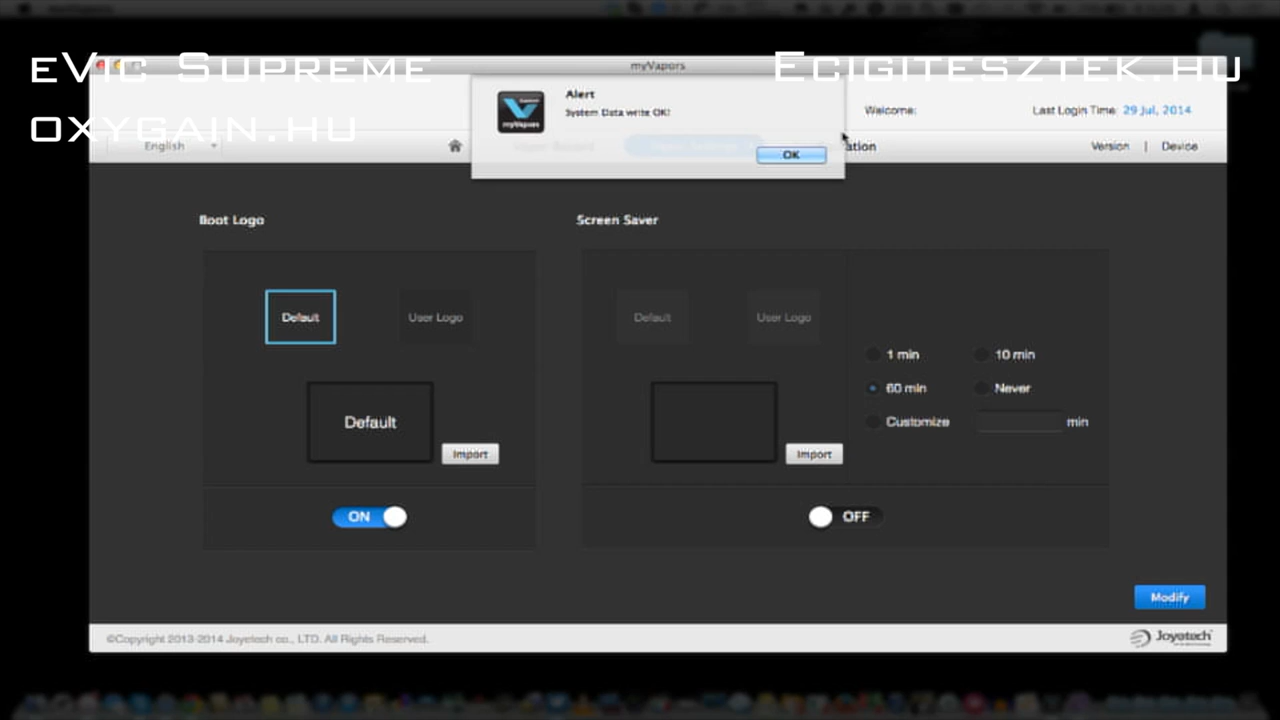 eVic Supreme
Ecigitesztek.hu
oxygain.hu
myVapors
Alert
System Data write OK!
OK
Welcome:
Last Login Time: 29 Jul, 2014
English
Version | Device
Boot Logo
Screen Saver
Default
User Logo
Default
User Logo
1 min
10 min
60 min
Never
Customize
min
Default
Import
Import
ON
OFF
Modify
©Copyright 2013-2014 Joyetech co., LTD. All Rights Reserved.
Joyetech